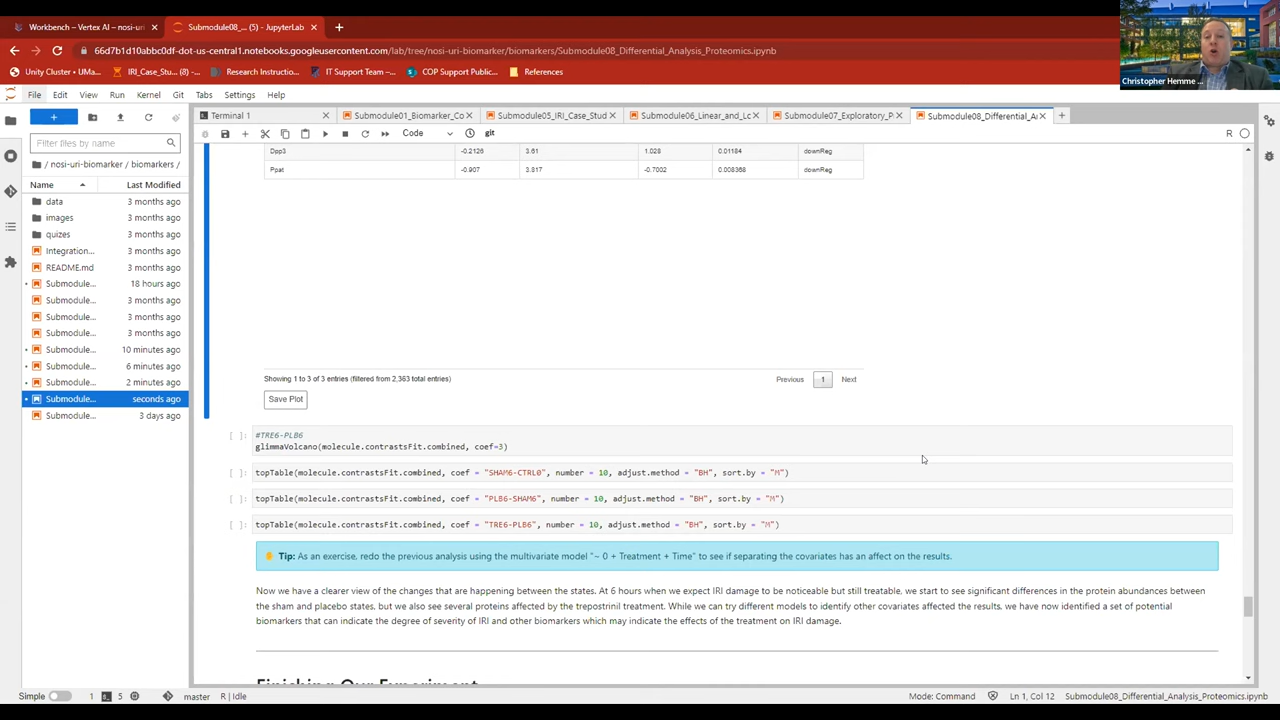 Workbench – Vertex AI – nosi-uri
Submodule08_... (5) - JupyterLab
66d7b1d10abbc0df-dot-us-central1.notebooks.googleusercontent.com/lab/tree/nosi-uri-biomarker/biomarkers/Submodule08_Differential_Analysis_Proteomics.ipynb
Unity Cluster • UMa...
IRI_Case_Stu... (8) -...
Research Instructio...
IT Support Team –...
COP Support Public...
References
Christopher Hemme ...
File Edit View Run Kernel Git Tabs Settings Help
Terminal 1
Submodule01_Biomarker_Co
Submodule05_IRI_Case_Stud
Submodule06_Linear_and_Lo
Submodule07_Exploratory_P
Submodule08_Differential_A
Code
git
R
Filter files by name
/ nosi-uri-biomarker / biomarkers /
Name Last Modified
data 3 months ago
images 3 months ago
quizes 3 months ago
Integration... 3 months ago
README.md 3 months ago
Submodule... 18 hours ago
Submodule... 3 months ago
Submodule... 3 months ago
Submodule... 3 months ago
Submodule... 10 minutes ago
Submodule... 6 minutes ago
Submodule... 2 minutes ago
Submodule... seconds ago
Submodule... 3 days ago
Dpp3 -0.2126 3.61 1.028 0.01184 downReg
Ppat -0.907 3.817 -0.7002 0.008368 downReg
Showing 1 to 3 of 3 entries (filtered from 2,363 total entries)
Previous 1 Next
Save Plot
[ ]: #TRE6-PLB6
glimmaVolcano(molecule.contrastsFit.combined, coef=3)
[ ]: topTable(molecule.contrastsFit.combined, coef = "SHAM6-CTRL0", number = 10, adjust.method = "BH", sort.by = "M")
[ ]: topTable(molecule.contrastsFit.combined, coef = "PLB6-SHAM6", number = 10, adjust.method = "BH", sort.by = "M")
[ ]: topTable(molecule.contrastsFit.combined, coef = "TRE6-PLB6", number = 10, adjust.method = "BH", sort.by = "M")
Tip: As an exercise, redo the previous analysis using the multivariate model "~ 0 + Treatment + Time" to see if separating the covariates has an affect on the results.
Now we have a clearer view of the changes that are happening between the states. At 6 hours when we expect IRI damage to be noticeable but still treatable, we start to see significant differences in the protein abundances between
the sham and placebo states, but we also see several proteins affected by the trepostrinil treatment. While we can try different models to identify other covariates affected the results, we have now identified a set of potential
biomarkers that can indicate the degree of severity of IRI and other biomarkers which may indicate the effects of the treatment on IRI damage.
Finishing Our Experiment
Simple 1 5 master R | Idle
Mode: Command Ln 1, Col 12 Submodule08_Differential_Analysis_Proteomics.ipynb